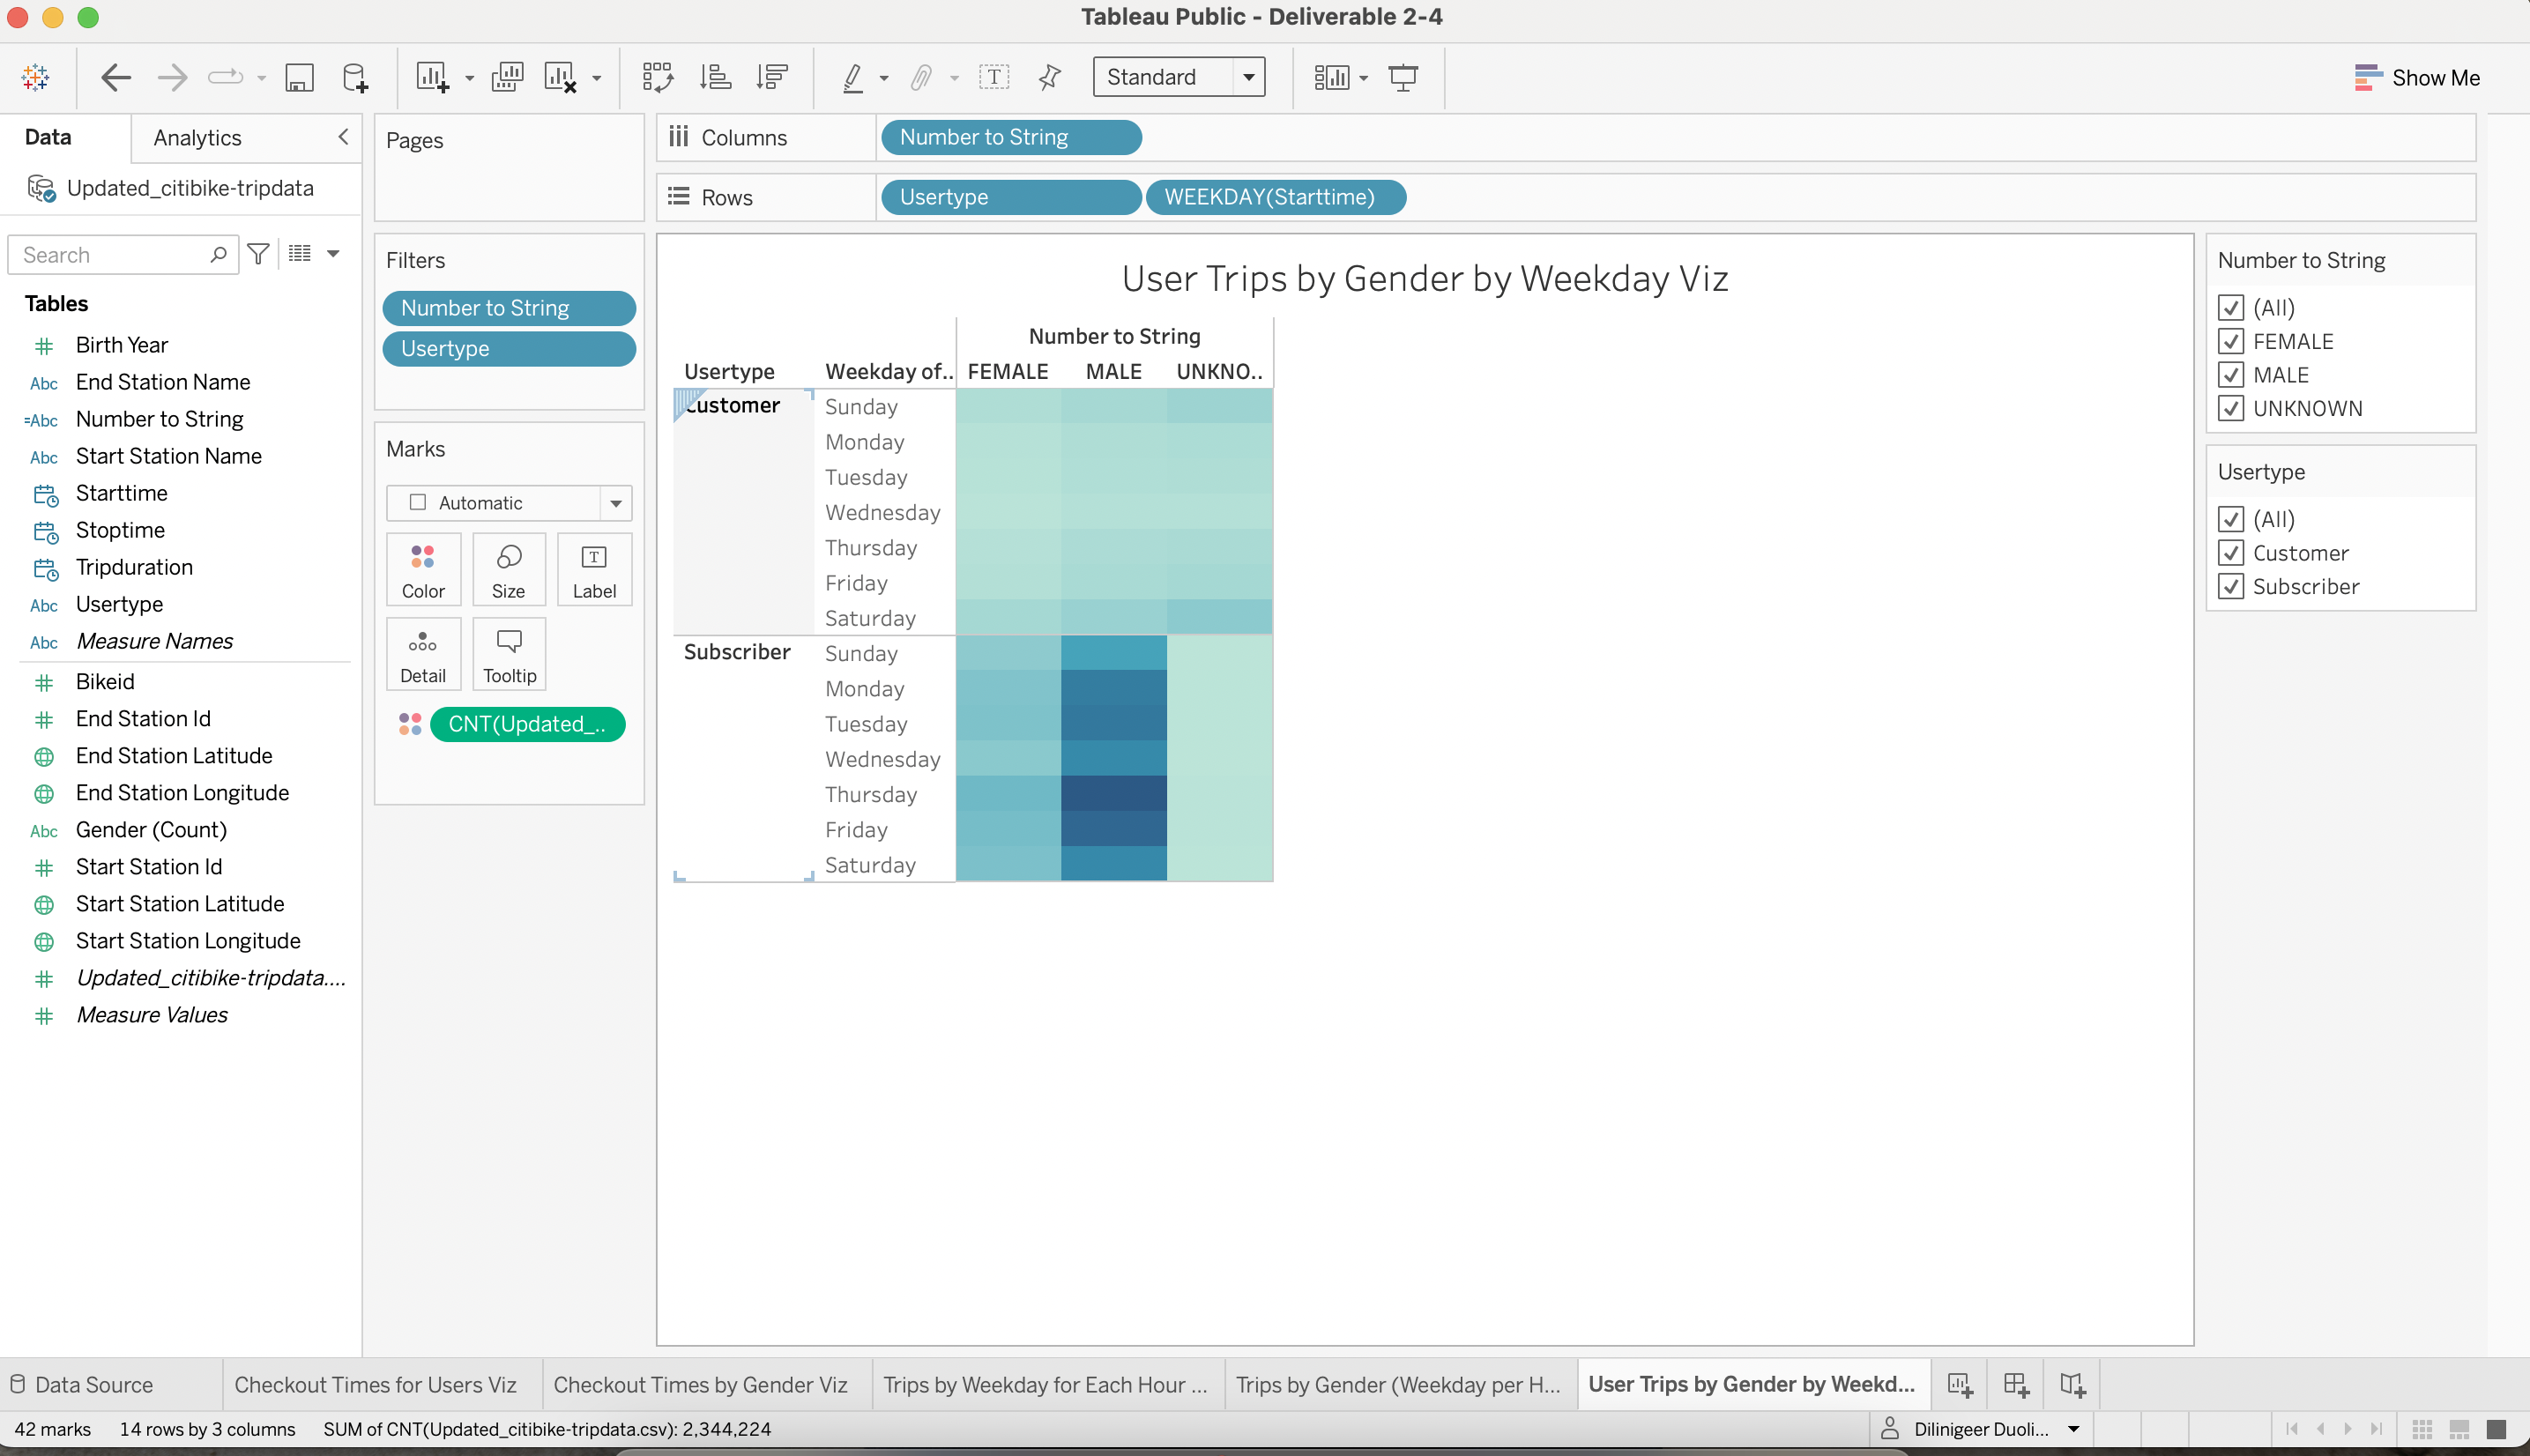 Tableau Public - Deliverable 2-4
Standard
Show Me
Data
Analytics
Updated_citibike-tripdata
Search
Tables
Birth Year
Abc End Station Name
=Abc Number to String
Abc Start Station Name
Starttime
Stoptime
Tripduration
Abc Usertype
Abc Measure Names
Bikeid
End Station Id
End Station Latitude
End Station Longitude
Abc Gender (Count)
Start Station Id
Start Station Latitude
Start Station Longitude
Updated_citibike-tripdata....
Measure Values
Pages
Filters
Number to String
Usertype
Marks
Automatic
Color Size Label
Detail Tooltip
CNT(Updated_..
Columns Number to String
Rows Usertype WEEKDAY(Starttime)
User Trips by Gender by Weekday Viz
Number to String
Usertype Weekday of.. FEMALE MALE UNKNO..
Customer Sunday
Monday
Tuesday
Wednesday
Thursday
Friday
Saturday
Subscriber Sunday
Monday
Tuesday
Wednesday
Thursday
Friday
Saturday
Number to String
(All)
FEMALE
MALE
UNKNOWN
Usertype
(All)
Customer
Subscriber
Data Source Checkout Times for Users Viz Checkout Times by Gender Viz Trips by Weekday for Each Hour ... Trips by Gender (Weekday per H... User Trips by Gender by Weekd...
42 marks 14 rows by 3 columns SUM of CNT(Updated_citibike-tripdata.csv): 2,344,224 Dilinigeer Duoli...